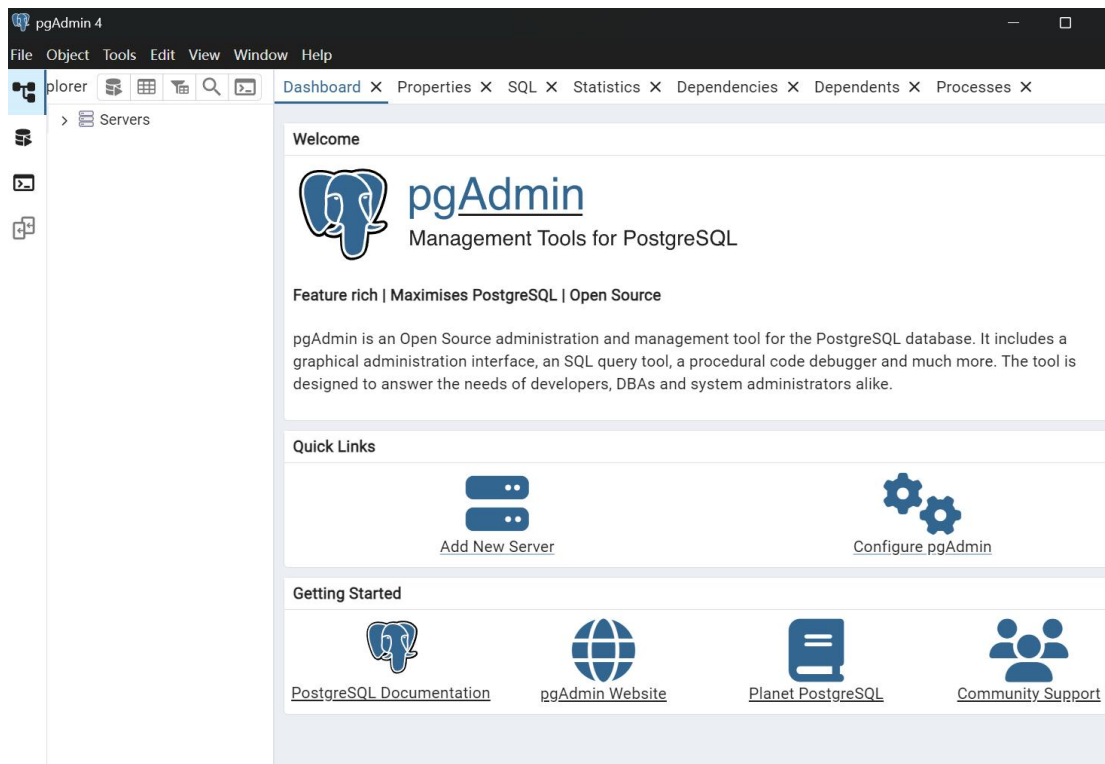 pgAdmin 4
File Object Tools Edit View Window Help
plorer
Dashboard Properties SQL Statistics Dependencies Dependents Processes
Servers
Welcome
pgAdmin
Management Tools for PostgreSQL
Feature rich | Maximises PostgreSQL | Open Source
pgAdmin is an Open Source administration and management tool for the PostgreSQL database. It includes a
graphical administration interface, an SQL query tool, a procedural code debugger and much more. The tool is
designed to answer the needs of developers, DBAs and system administrators alike.
Quick Links
Add New Server
Configure pgAdmin
Getting Started
PostgreSQL Documentation
pgAdmin Website
Planet PostgreSQL
Community Support